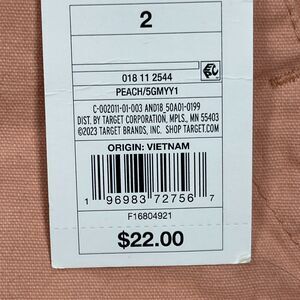 2
018 11 2544
PEACH/5GMYY1
C-002011-01-003 AND18_50A01-0199
DIST. BY TARGET CORPORATION, MPLS., MN 55403
©2023 TARGET BRANDS, INC. SHOP TARGET.COM
ORIGIN: VIETNAM
1 96983 72756 7
F16804921
$22.00